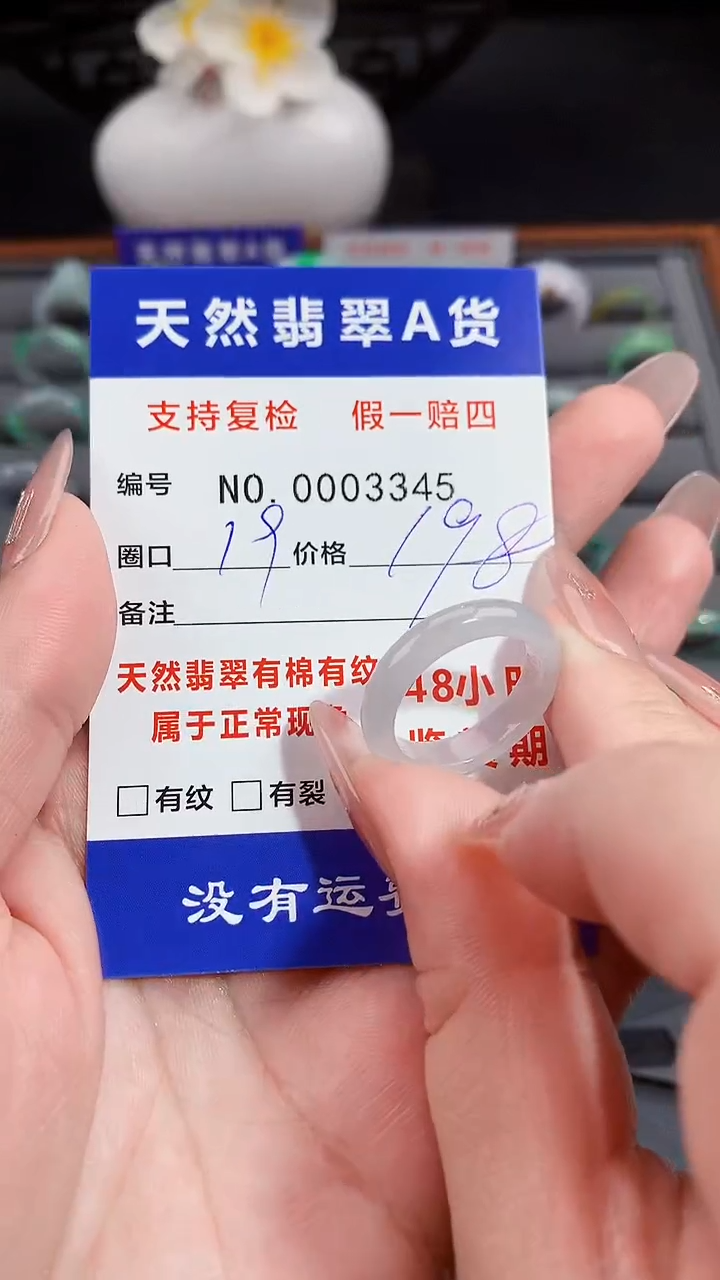 天然翡翠A货
支持复检 假一赔四
编号 NO.0003345
圈口 19 价格 198
备注
天然翡翠有棉有纹 48小
属于正常现 期
有纹 有裂
没有运